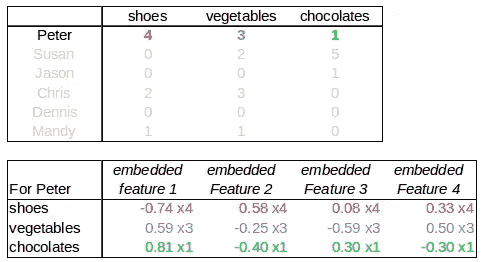 shoes vegetables chocolates
Peter 4 3 1
Susan 0 2 5
Jason 0 0 1
Chris 2 3 0
Dennis 0 0 0
Mandy 1 1 0
embedded embedded embedded embedded
For Peter feature 1 Feature 2 Feature 3 Feature 4
shoes -0.74 x4 0.58 x4 0.08 x4 0.33 x4
vegetables 0.59 x3 -0.25 x3 -0.59 x3 0.50 x3
chocolates 0.81 x1 -0.40 x1 0.30 x1 -0.30 x1